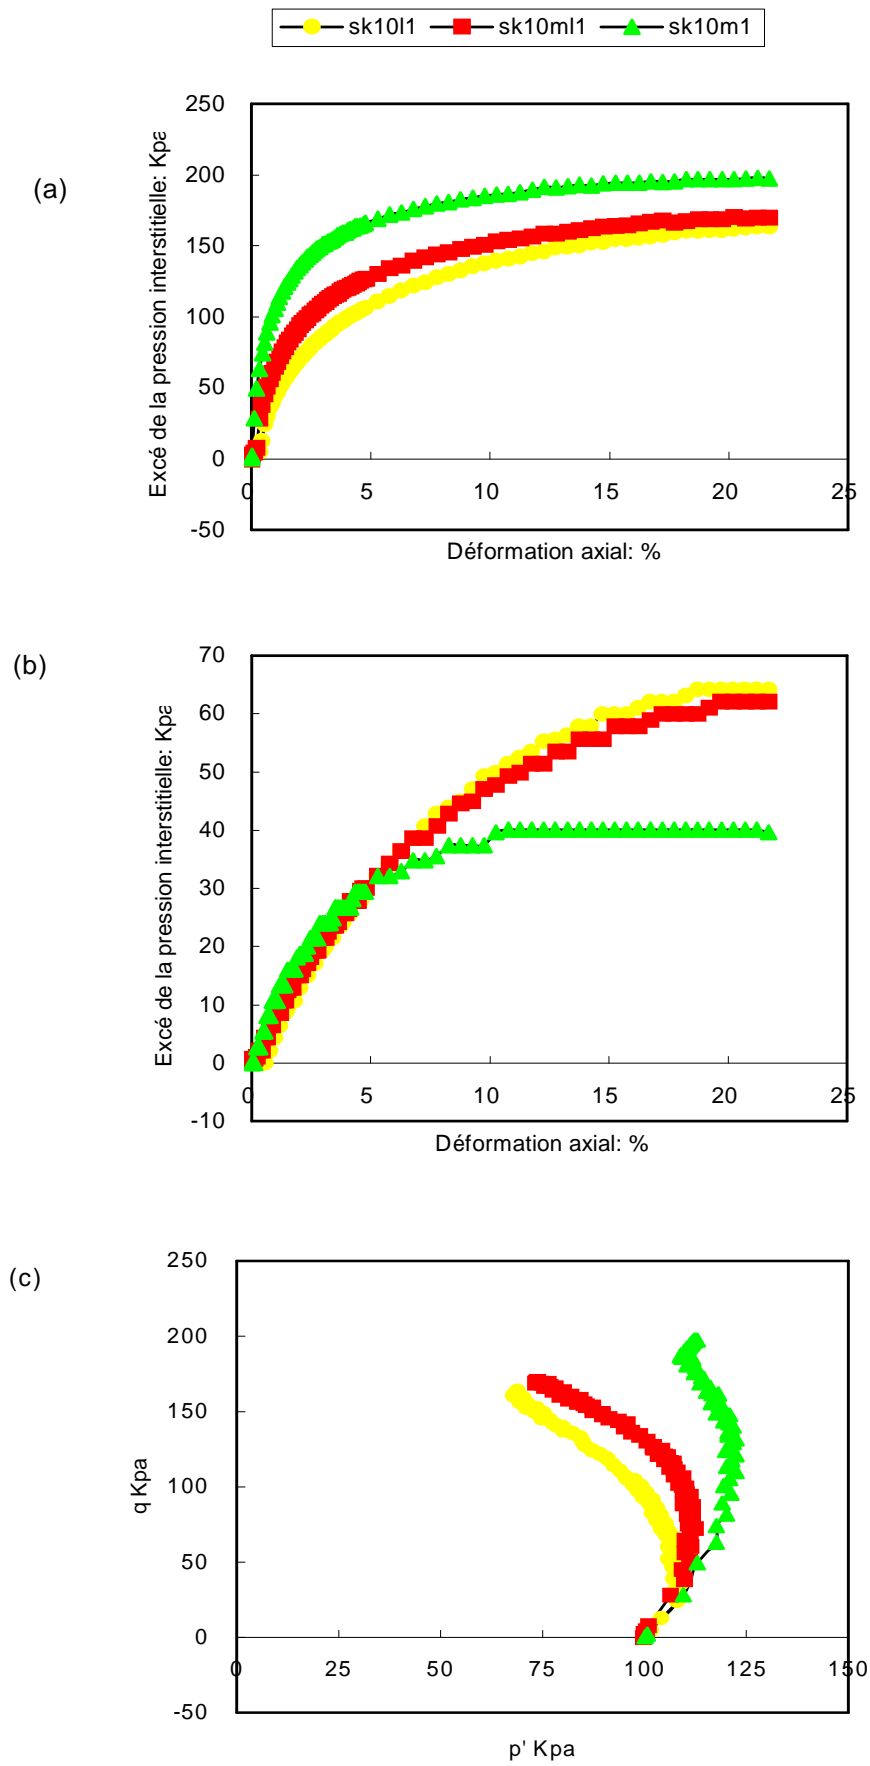 sk10l1 sk10ml1 sk10m1
(a)
Excé de la pression interstitielle: Kpa
250
200
150
100
50
0
-50
0 5 10 15 20 25
Déformation axial: %
(b)
Excé de la pression interstitielle: Kpa
70
60
50
40
30
20
10
0
-10
0 5 10 15 20 25
Déformation axial: %
(c)
q Kpa
250
200
150
100
50
0
-50
0 25 50 75 100 125 150
p' Kpa